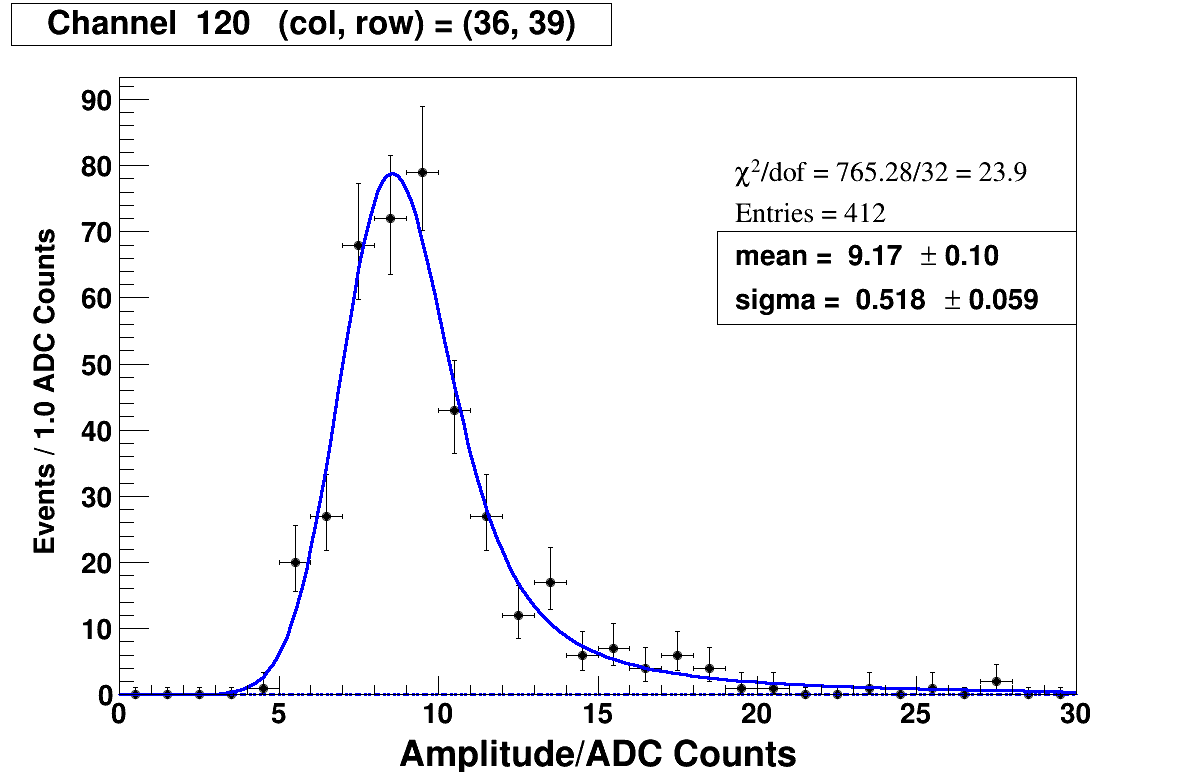 Channel 120 (col, row) = (36, 39)
90
80
70
60
50
40
30
20
10
0
Events / 1.0 ADC Counts
χ²/dof = 765.28/32 = 23.9
Entries = 412
mean = 9.17 ± 0.10
sigma = 0.518 ± 0.059
0 5 10 15 20 25 30
Amplitude/ADC Counts